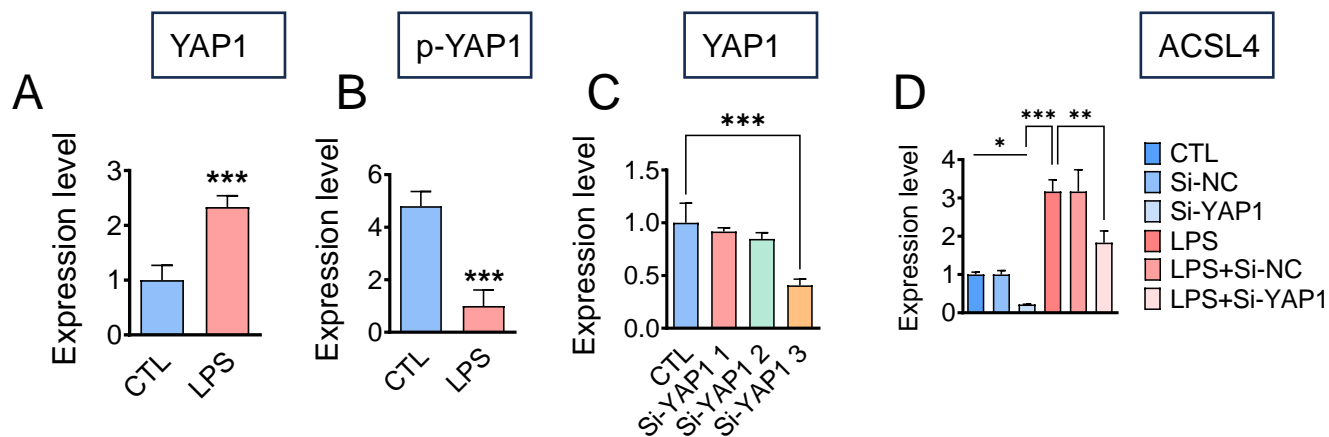 YAP1
p-YAP1
YAP1
ACSL4
A
Expression level
3
2
1
0
***
CTL
LPS
B
Expression level
6
4
2
0
***
CTL
LPS
C
Expression level
1.5
1.0
0.5
0.0
***
CTL
Si-YAP1 1
Si-YAP1 2
Si-YAP1 3
D
Expression level
4
3
2
1
0
*
***
**
CTL
Si-NC
Si-YAP1
LPS
LPS+Si-NC
LPS+Si-YAP1